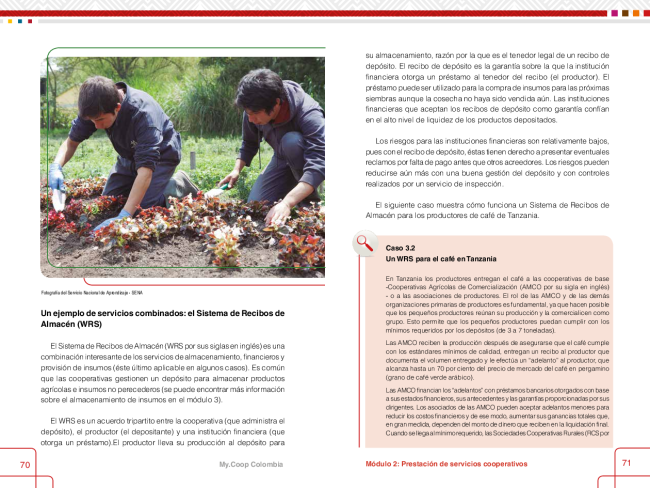 Fotografía del Servicio Nacional de Aprendizaje - SENA
Un ejemplo de servicios combinados: el Sistema de Recibos de
Almacén (WRS)
El Sistema de Recibos de Almacén (WRS por sus siglas en inglés) es una
combinación interesante de los servicios de almacenamiento, financieros y
provisión de insumos (éste último aplicable en algunos casos). Es común
que las cooperativas gestionen un depósito para almacenar productos
agrícolas e insumos no perecederos (se puede encontrar más información
sobre el almacenamiento de insumos en el módulo 3).
El WRS es un acuerdo tripartito entre la cooperativa (que administra el
depósito), el productor (el depositante) y una institución financiera (que
otorga un préstamo).El productor lleva su producción al depósito para
70
My.Coop Colombia
su almacenamiento, razón por la que es el tenedor legal de un recibo de
depósito. El recibo de depósito es la garantía sobre la que la institución
financiera otorga un préstamo al tenedor del recibo (el productor). El
préstamo puede ser utilizado para la compra de insumos para las próximas
siembras aunque la cosecha no haya sido vendida aún. Las instituciones
financieras que aceptan los recibos de depósito como garantía confían
en el alto nivel de liquidez de los productos depositados.
Los riesgos para las instituciones financieras son relativamente bajos,
pues con el recibo de depósito, éstas tienen derecho a presentar eventuales
reclamos por falta de pago antes que otros acreedores. Los riesgos pueden
reducirse aún más con una buena gestión del depósito y con controles
realizados por un servicio de inspección.
El siguiente caso muestra cómo funciona un Sistema de Recibos de
Almacén para los productores de café de Tanzania.
Caso 3.2
Un WRS para el café en Tanzania
En Tanzania los productores entregan el café a las cooperativas de base
-Cooperativas Agrícolas de Comercialización (AMCO por su sigla en inglés)
- o a las asociaciones de productores. El rol de las AMCO y de las demás
organizaciones primarias de productores es fundamental, ya que hacen posible
que los pequeños productores reúnan su producción y la comercialicen como
grupo. Esto permite que los pequeños productores puedan cumplir con los
mínimos requeridos por los depósitos (de 3 a 7 toneladas).
Las AMCO reciben la producción después de asegurarse que el café cumple
con los estándares mínimos de calidad, entregan un recibo al productor que
documenta el volumen entregado y le efectúa un “adelanto” al productor, que
alcanza hasta un 70 por ciento del precio de mercado del café en pergamino
(grano de café verde arábico).
Las AMCO financian los “adelantos” con préstamos bancarios otorgados con base
a sus estados financieros, sus antecedentes y las garantías proporcionadas por sus
dirigentes. Los asociados de las AMCO pueden aceptar adelantos menores para
reducir los costos financieros y de ese modo, aumentar sus ganancias totales que,
en gran medida, dependen del monto de dinero que reciben en la liquidación final.
Cuando se llega al mínimo requerido, las Sociedades Cooperativas Rurales (RCS por
Módulo 2: Prestación de servicios cooperativos
71